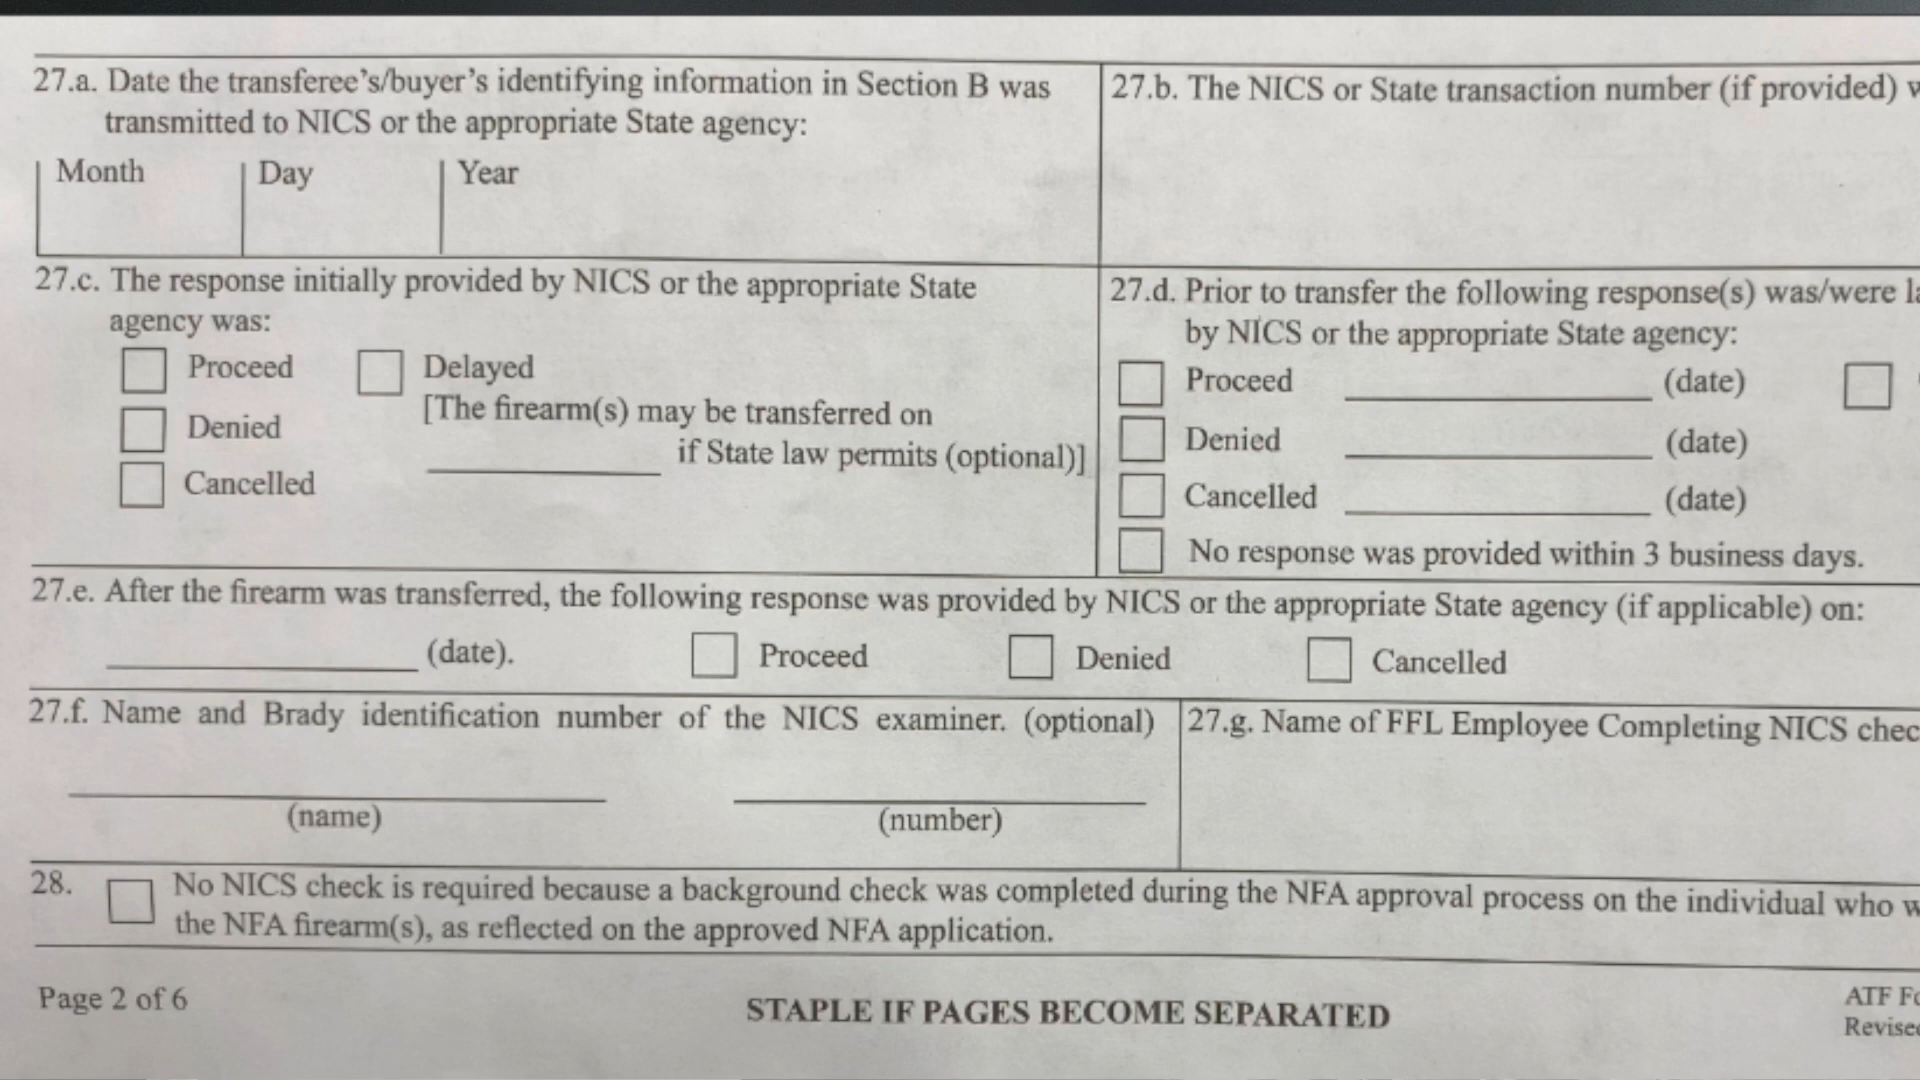 27.a. Date the transferee's/buyer's identifying information in Section B was
transmitted to NICS or the appropriate State agency:
Month Day Year
27.b. The NICS or State transaction number (if provided)
27.c. The response initially provided by NICS or the appropriate State
agency was:
Proceed Delayed
[The firearm(s) may be transferred on
Denied
if State law permits (optional)]
Cancelled
27.d. Prior to transfer the following response(s) was/were
by NICS or the appropriate State agency:
Proceed (date)
Denied (date)
Cancelled (date)
No response was provided within 3 business days.
27.e. After the firearm was transferred, the following response was provided by NICS or the appropriate State agency (if applicable) on:
(date). Proceed Denied Cancelled
27.f. Name and Brady identification number of the NICS examiner. (optional)
(name) (number)
27.g. Name of FFL Employee Completing NICS chec
28. No NICS check is required because a background check was completed during the NFA approval process on the individual who
the NFA firearm(s), as reflected on the approved NFA application.
Page 2 of 6
STAPLE IF PAGES BECOME SEPARATED
ATF Fo
Revised